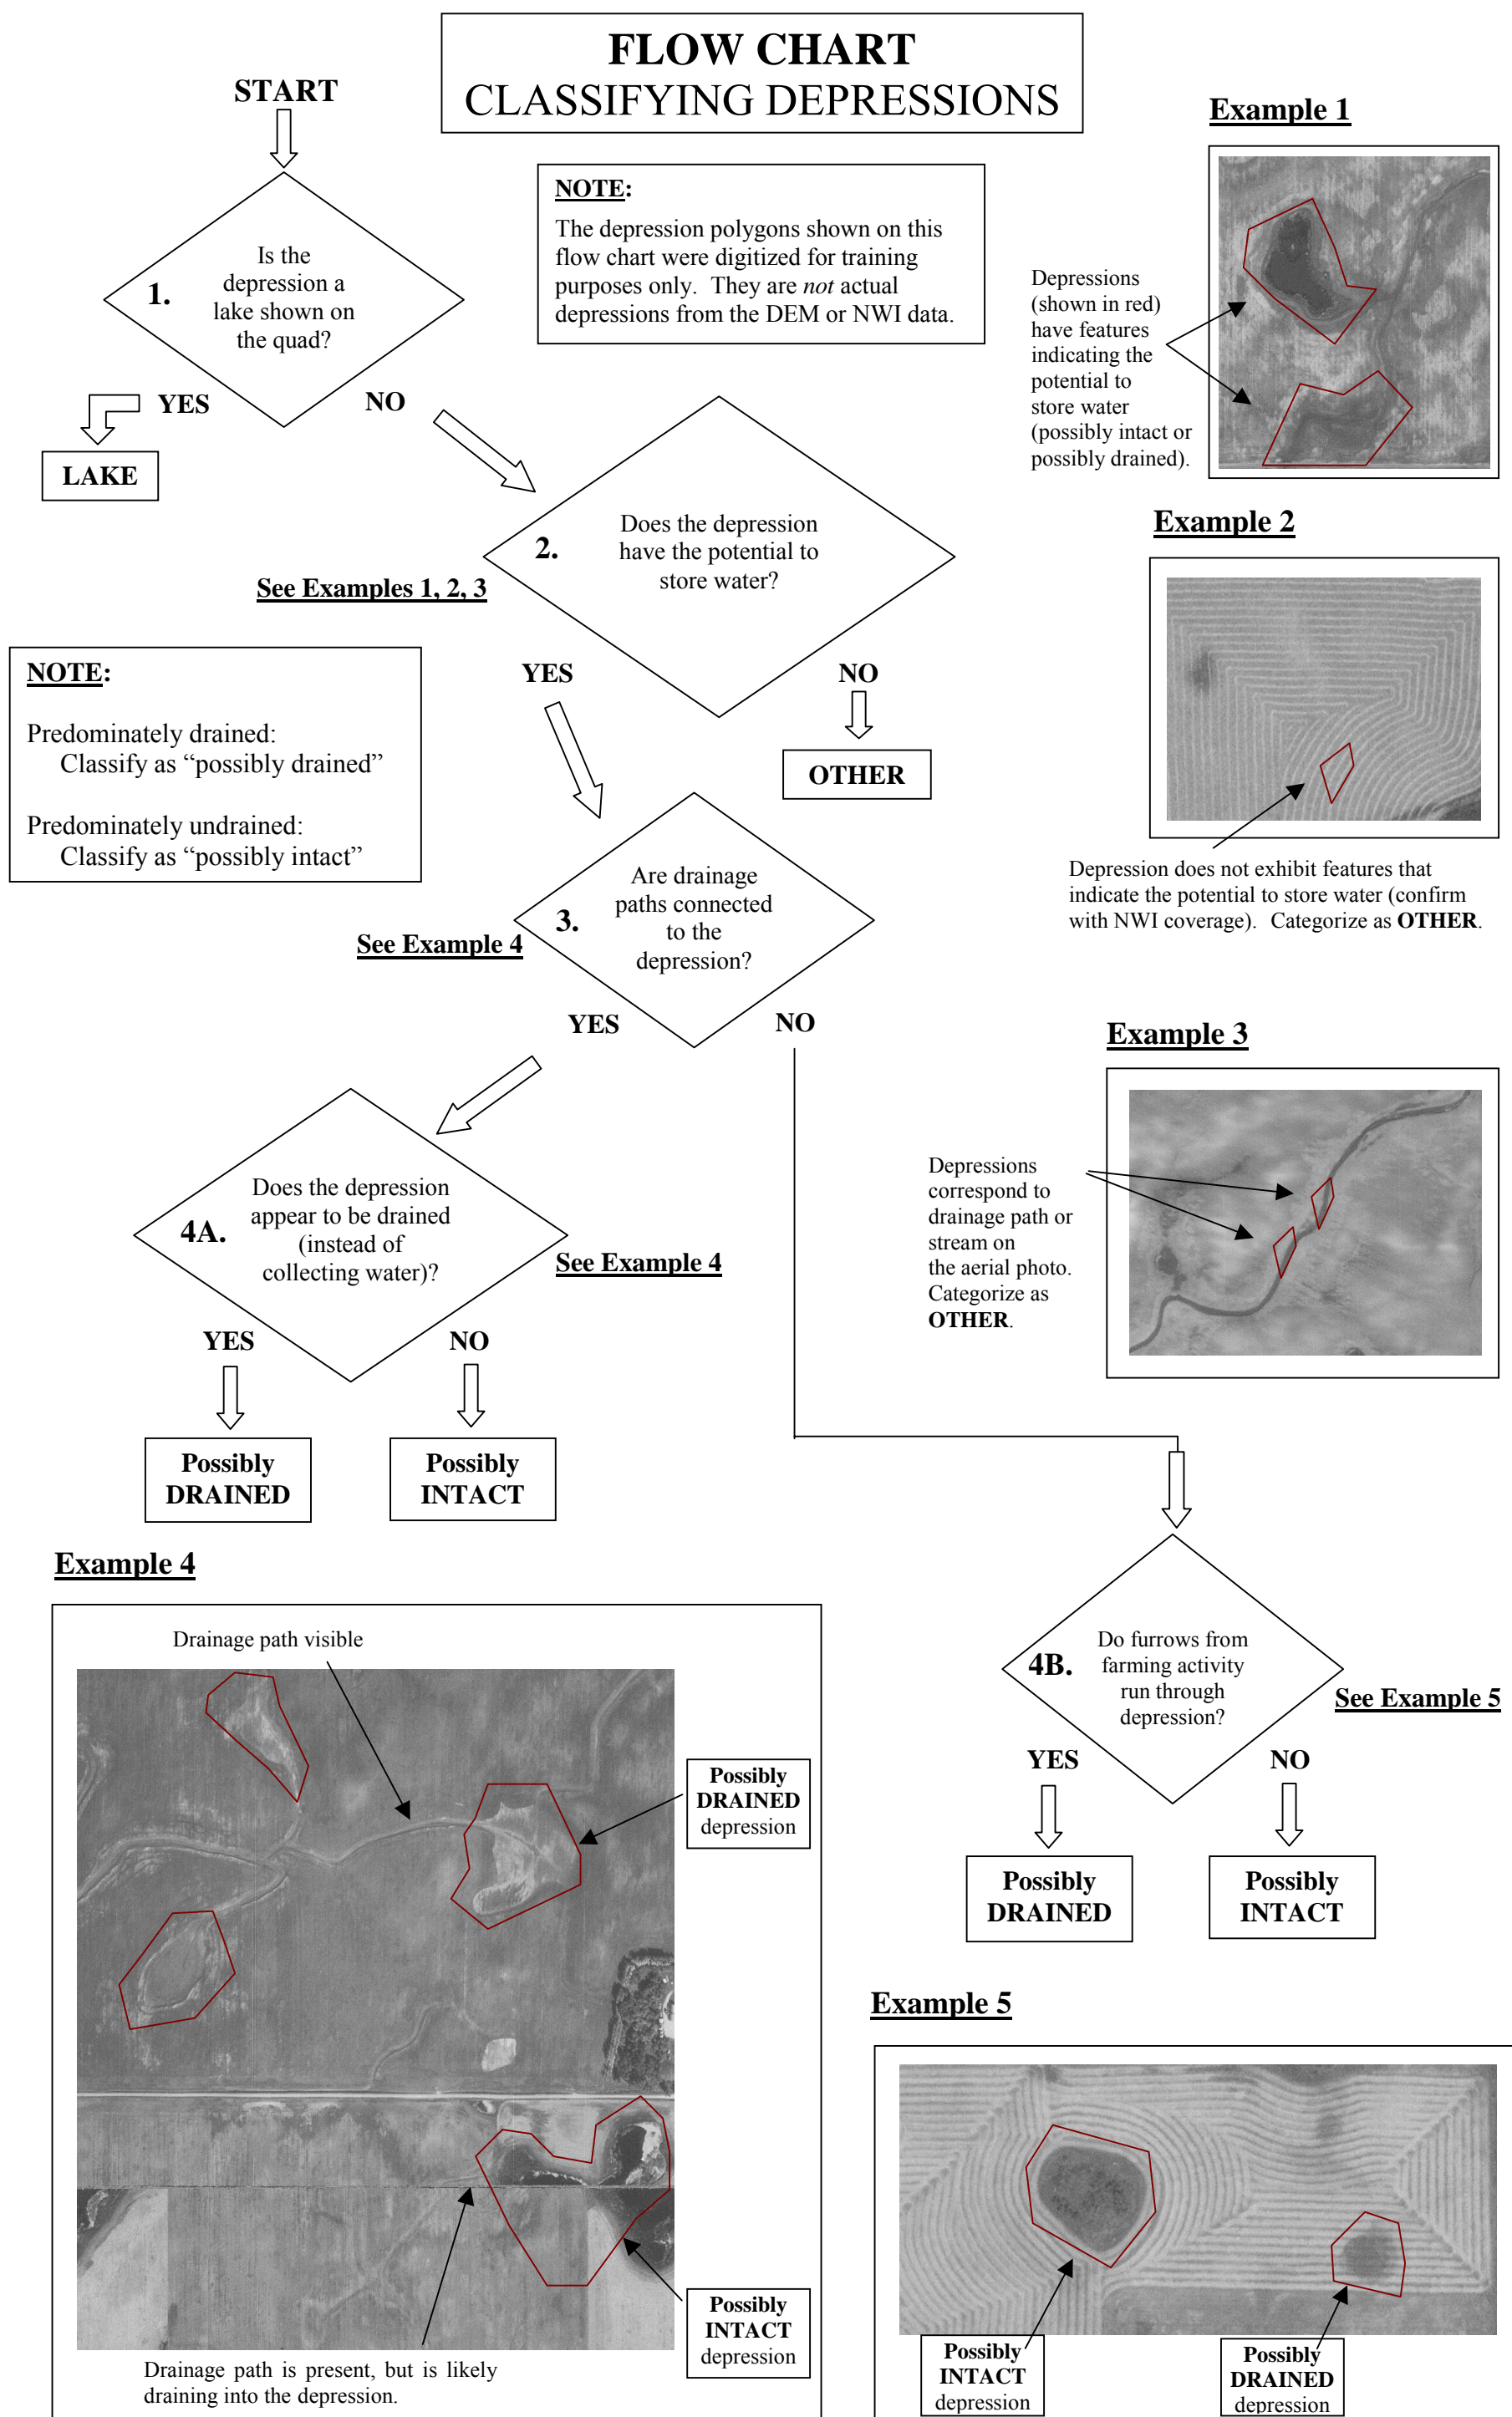 FLOW CHART
CLASSIFYING DEPRESSIONS
START
NOTE:
The depression polygons shown on this
flow chart were digitized for training
purposes only. They are not actual
depressions from the DEM or NWI data.
1.
Is the
depression a
lake shown on
the quad?
YES
NO
LAKE
2.
Does the depression
have the potential to
store water?
See Examples 1, 2, 3
YES
NO
OTHER
NOTE:
Predominately drained:
Classify as “possibly drained”
Predominately undrained:
Classify as “possibly intact”
3.
Are drainage
paths connected
to the
depression?
See Example 4
YES
NO
4A.
Does the depression
appear to be drained
(instead of
collecting water)?
See Example 4
YES
NO
Possibly
DRAINED
Possibly
INTACT
4B.
Do furrows from
farming activity
run through
depression?
See Example 5
YES
NO
Possibly
DRAINED
Possibly
INTACT
Example 1
Depressions
(shown in red)
have features
indicating the
potential to
store water
(possibly intact or
possibly drained).
Example 2
Depression does not exhibit features that
indicate the potential to store water (confirm
with NWI coverage). Categorize as OTHER.
Example 3
Depressions
correspond to
drainage path or
stream on
the aerial photo.
Categorize as
OTHER.
Example 4
Drainage path visible
Possibly
DRAINED
depression
Possibly
INTACT
depression
Drainage path is present, but is likely
draining into the depression.
Example 5
Possibly
INTACT
depression
Possibly
DRAINED
depression